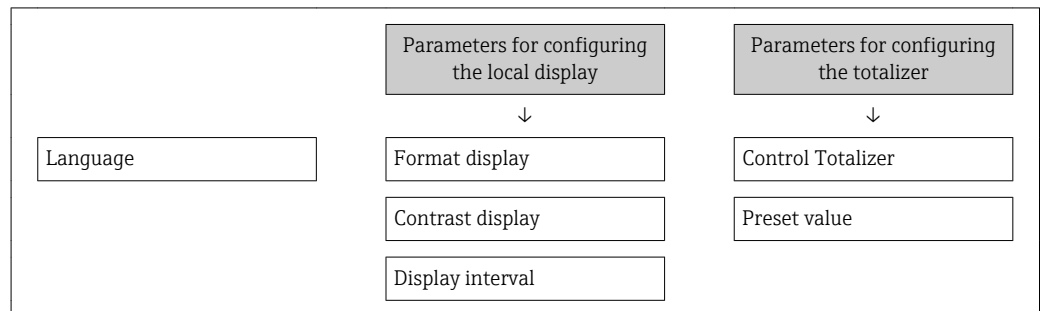 Parameters for configuring
the local display
Parameters for configuring
the totalizer
↓
↓
Language
Format display
Control Totalizer
Contrast display
Preset value
Display interval